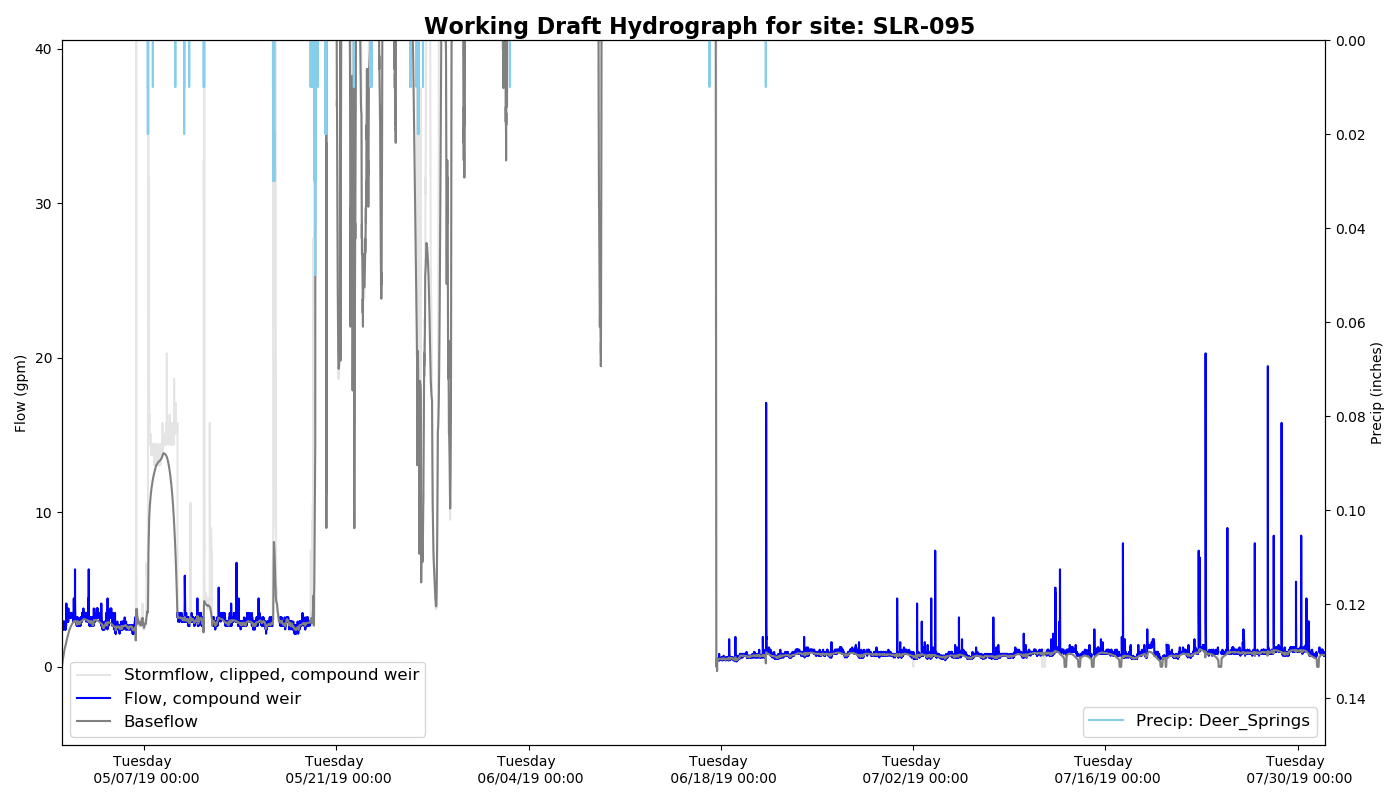 Working Draft Hydrograph for site: SLR-095
40
30
20
10
0
Flow (gpm)
0.00
0.02
0.04
0.06
0.08
0.10
0.12
0.14
Precip (inches)
Stormflow, clipped, compound weir
Flow, compound weir
Baseflow
Precip: Deer_Springs
Tuesday
05/07/19 00:00
Tuesday
05/21/19 00:00
Tuesday
06/04/19 00:00
Tuesday
06/18/19 00:00
Tuesday
07/02/19 00:00
Tuesday
07/16/19 00:00
Tuesday
07/30/19 00:00